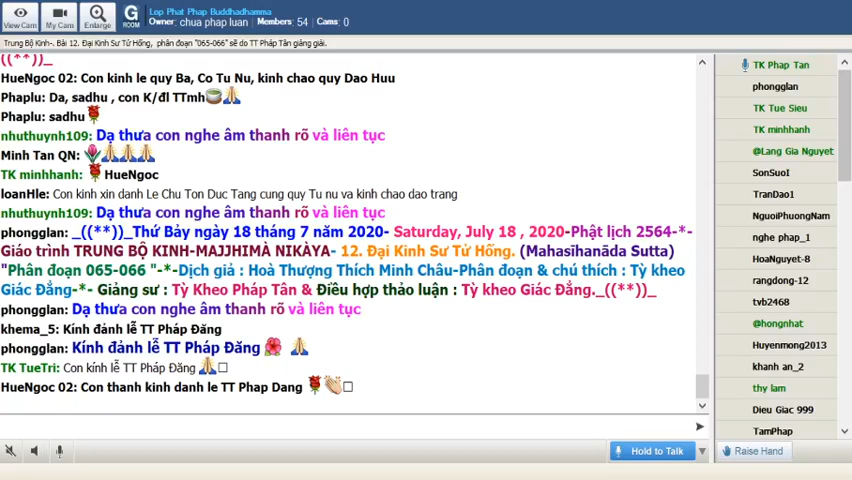 Lop Phat Phap Buddhadhamma
Owner: chua phap luan Members: 54 Cams: 0
View Cam
My Cam
Enlarge
G
ROOM
Trung Bộ Kinh-. Bài 12. Đại Kinh Sư Tử Hống, phân đoạn "065-066" sẽ do TT Pháp Tân giảng giải.
((**))_
HueNgoc 02: Con kinh le quy Ba, Co Tu Nu, kinh chao quy Dao Huu
Phaplu: Da, sadhu , con K/đl TTmh🍵🙏
Phaplu: sadhu🌹
nhuthuynh109: Dạ thưa con nghe âm thanh rõ và liên tục
Minh Tan QN: 🌷🙏🙏🙏
TK minhhanh: 🌹HueNgoc
loanHle: Con kinh xin danh Le Chu Ton Duc Tang cung quy Tu nu va kinh chao dao trang
nhuthuynh109: Dạ thưa con nghe âm thanh rõ và liên tục
phongglan: _((**))_Thứ Bảy ngày 18 tháng 7 năm 2020- Saturday, July 18 , 2020-Phật lịch 2564-*-
Giáo trình TRUNG BỘ KINH-MAJJHIMÀ NIKÀYA- 12. Đại Kinh Sư Tử Hống. (Mahasīhanāda Sutta)
"Phân đoạn 065-066 "-*-Dịch giả : Hoà Thượng Thích Minh Châu-Phân đoạn & chú thích : Tỳ kheo
Giác Đẳng-*- Giảng sư : Tỳ Kheo Pháp Tân & Điều hợp thảo luận : Tỳ kheo Giác Đẳng._((**))_
phongglan: Dạ thưa con nghe âm thanh rõ và liên tục
khema_5: Kính đảnh lễ TT Pháp Đăng
phongglan: Kính đảnh lễ TT Pháp Đăng 🌺 🙏
TK TueTri: Con kính lễ TT Pháp Đăng 🙏□
HueNgoc 02: Con thanh kinh danh le TT Phap Dang 🌹👏□
Hold to Talk
Raise Hand
TK Phap Tan
phongglan
TK Tue Sieu
TK minhhanh
@Lang Gia Nguyet
SonSuoI
TranDao1
NguoiPhuongNam
nghe phap_1
HoaNguyet-8
rangdong-12
tvb2468
@hongnhat
Huyenmong2013
khanh an_2
thy lam
Dieu Giac 999
TamPhap